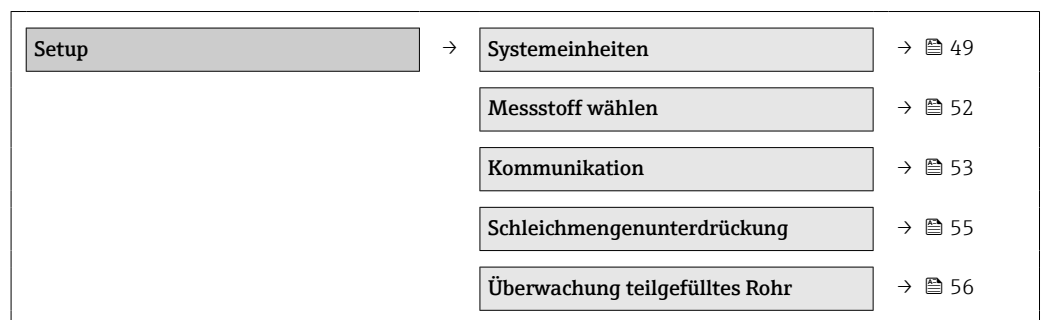 Setup → Systemeinheiten → 49
Messstoff wählen → 52
Kommunikation → 53
Schleichmengenunterdrückung → 55
Überwachung teilgefülltes Rohr → 56